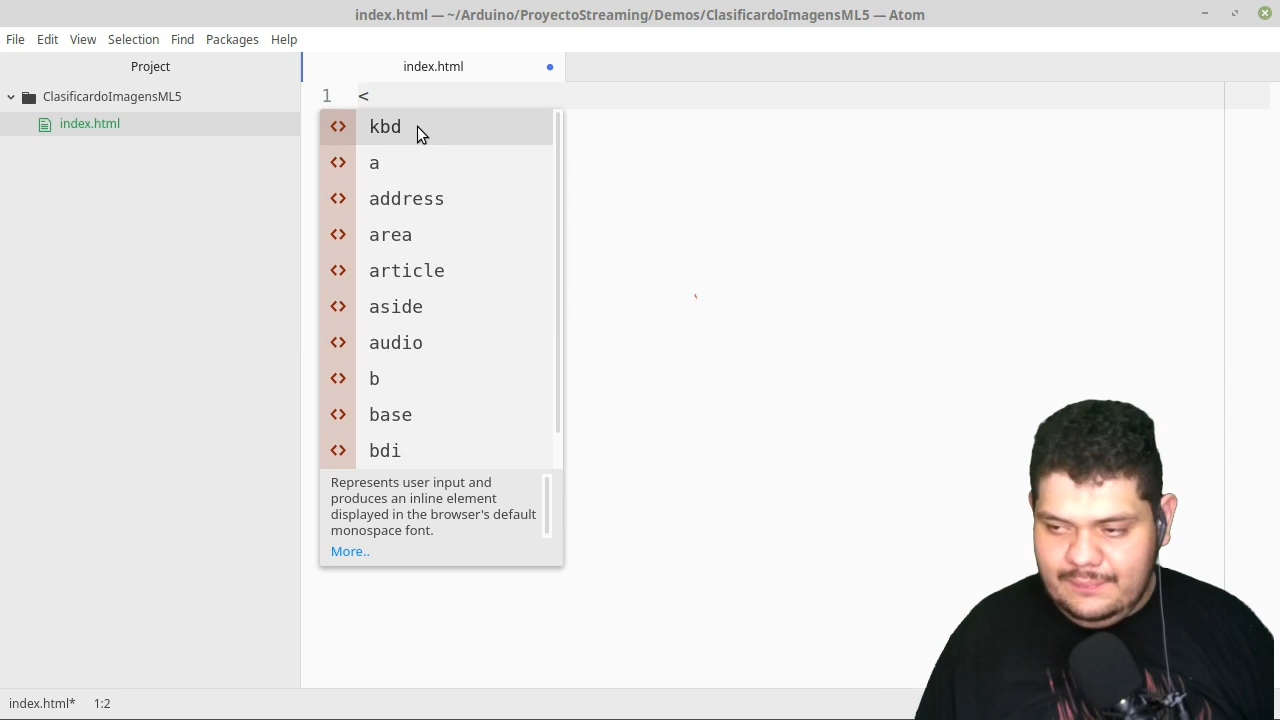 index.html — ~/Arduino/ProyectoStreaming/Demos/ClasificardoImagensML5 — Atom
File Edit View Selection Find Packages Help
Project
index.html
ClasificardoImagensML5
index.html
1 <
<> kbd
<> a
<> address
<> area
<> article
<> aside
<> audio
<> b
<> base
<> bdi
Represents user input and
produces an inline element
displayed in the browser's default
monospace font.
More..
index.html* 1:2